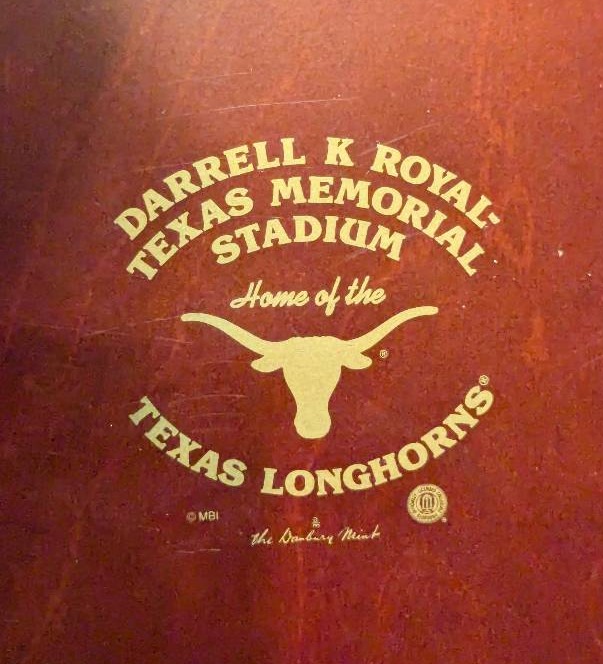 DARRELL K ROYAL-
TEXAS MEMORIAL
STADIUM
Home of the
®
TEXAS LONGHORNS®
© MBI
the Danbury Mint